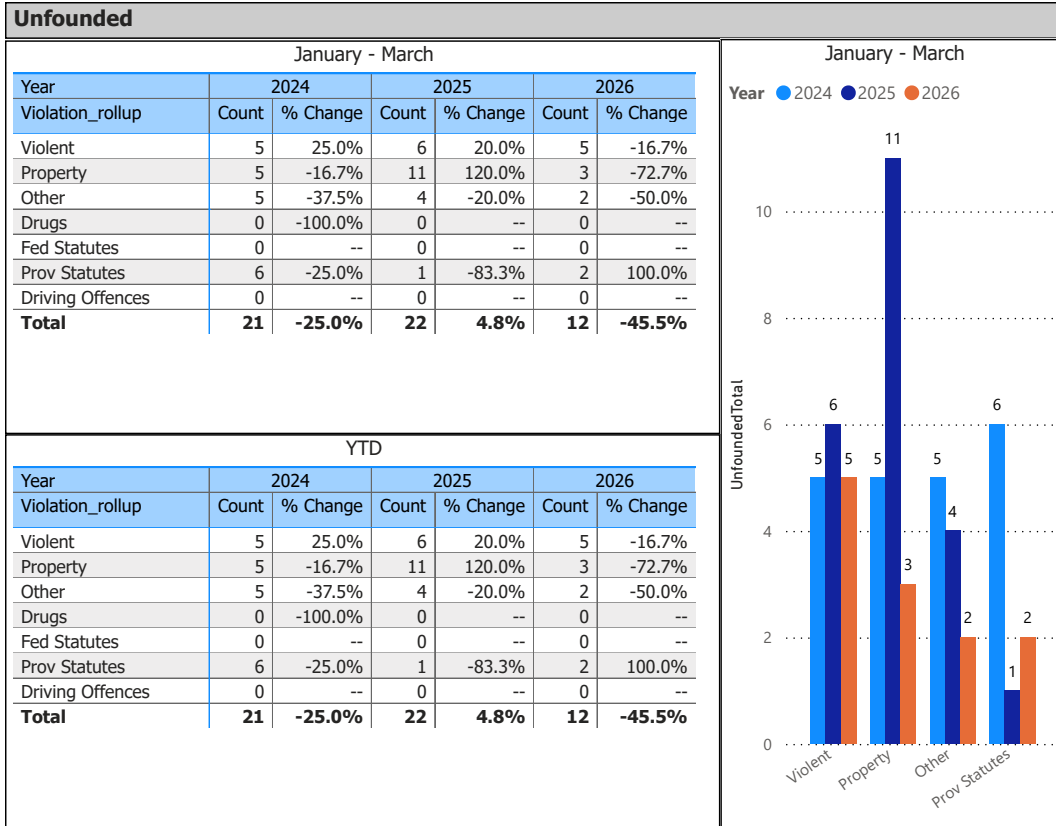 Unfounded
January - March
Year 2024 2025 2026
Violation_rollup Count % Change Count % Change Count % Change
Violent 5 25.0% 6 20.0% 5 -16.7%
Property 5 -16.7% 11 120.0% 3 -72.7%
Other 5 -37.5% 4 -20.0% 2 -50.0%
Drugs 0 -100.0% 0 -- 0 --
Fed Statutes 0 -- 0 -- 0 --
Prov Statutes 6 -25.0% 1 -83.3% 2 100.0%
Driving Offences 0 -- 0 -- 0 --
Total 21 -25.0% 22 4.8% 12 -45.5%
YTD
Year 2024 2025 2026
Violation_rollup Count % Change Count % Change Count % Change
Violent 5 25.0% 6 20.0% 5 -16.7%
Property 5 -16.7% 11 120.0% 3 -72.7%
Other 5 -37.5% 4 -20.0% 2 -50.0%
Drugs 0 -100.0% 0 -- 0 --
Fed Statutes 0 -- 0 -- 0 --
Prov Statutes 6 -25.0% 1 -83.3% 2 100.0%
Driving Offences 0 -- 0 -- 0 --
Total 21 -25.0% 22 4.8% 12 -45.5%
January - March
Year 2024 2025 2026
UnfoundedTotal
10
8
6
4
2
0
5 6 5
5 11 3
5 4 2
6 1 2
Violent Property Other Prov Statutes